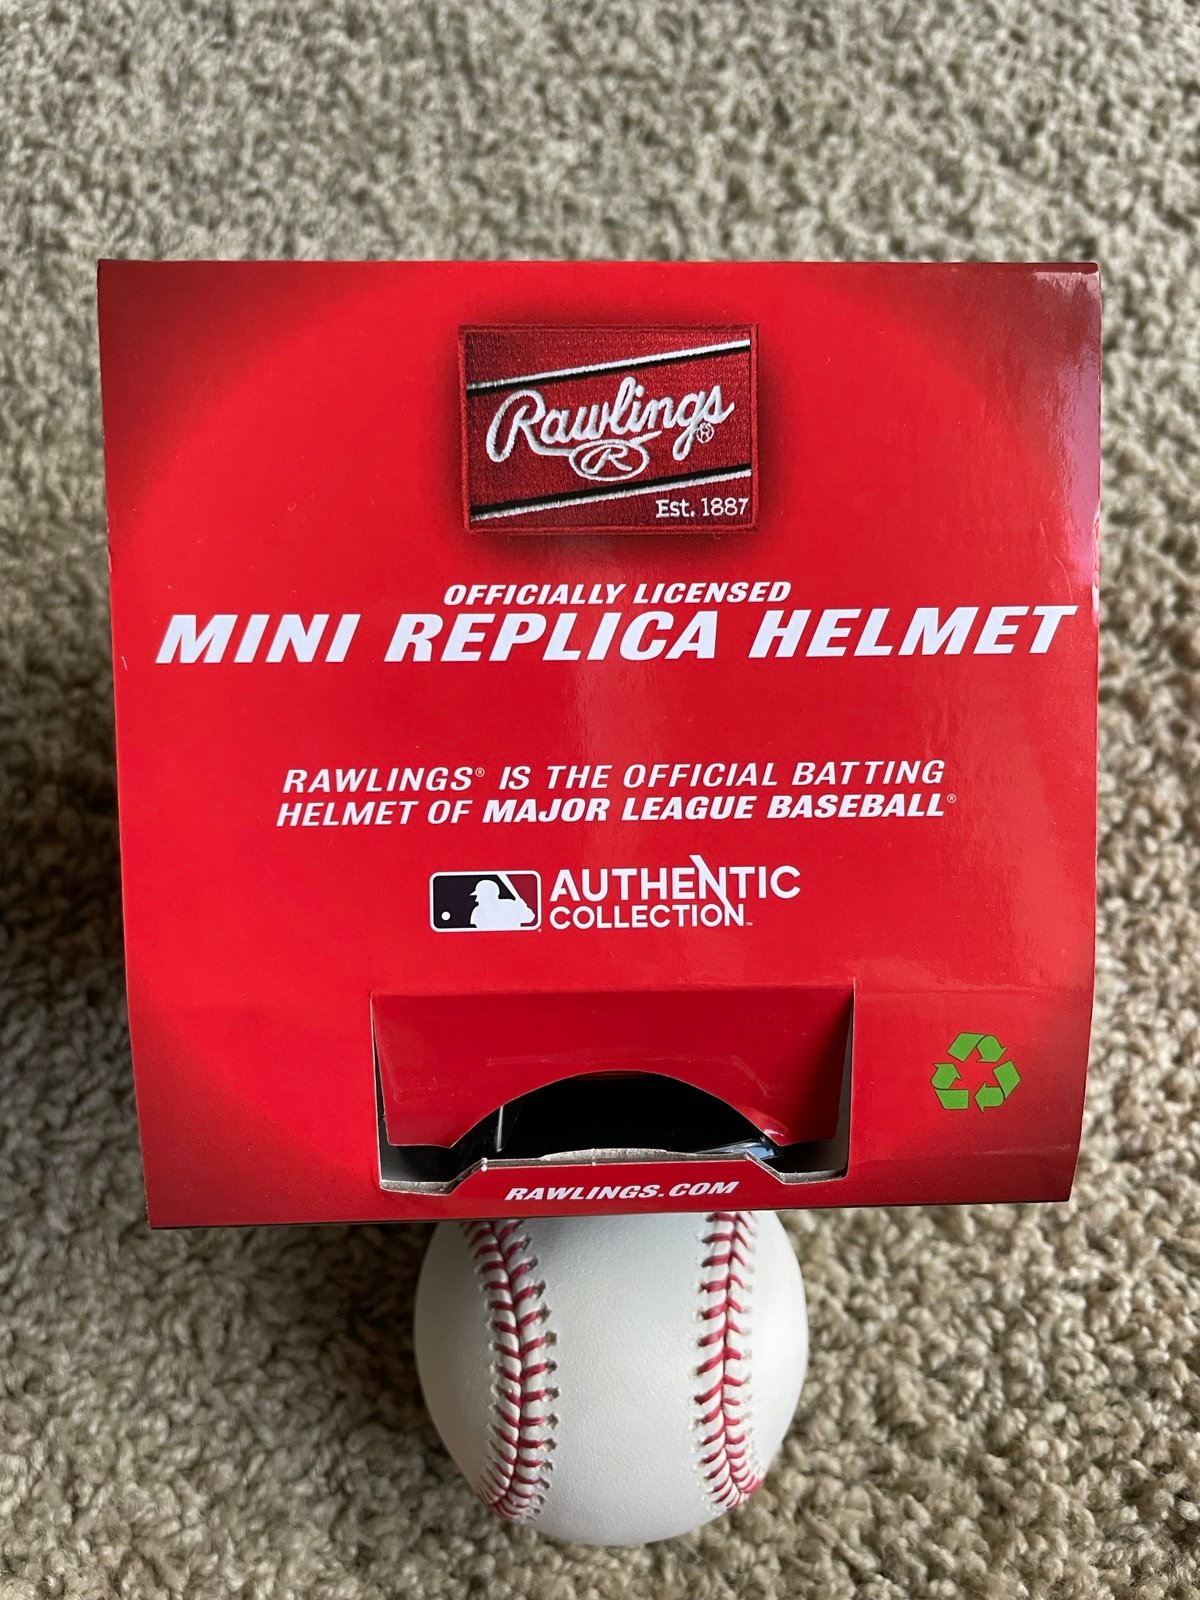 Rawlings®
R
Est. 1887
OFFICIALLY LICENSED
MINI REPLICA HELMET
RAWLINGS® IS THE OFFICIAL BATTING
HELMET OF MAJOR LEAGUE BASEBALL®
AUTHENTIC
COLLECTION™
RAWLINGS.COM